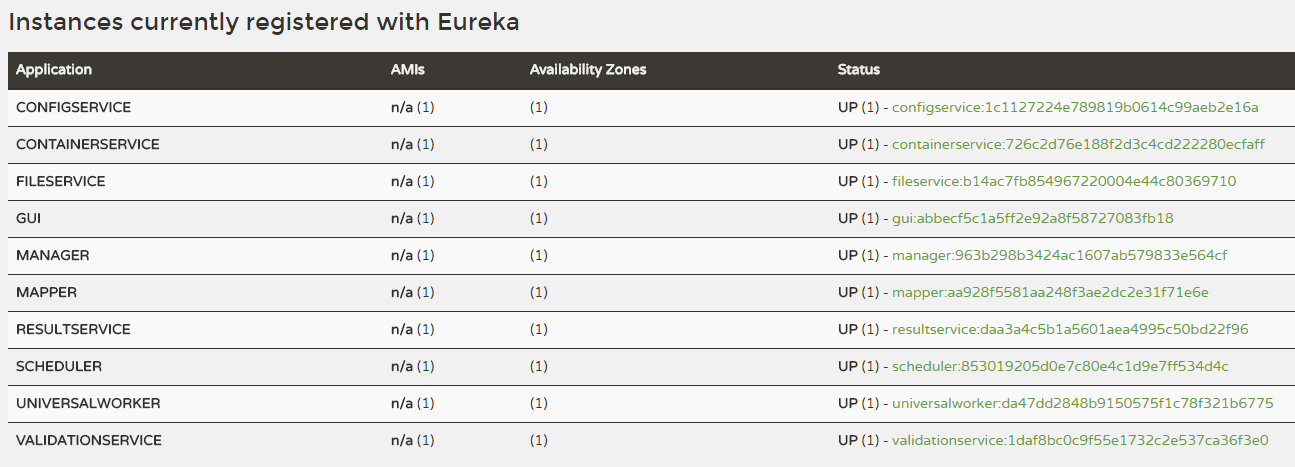 Instances currently registered with Eureka
Application AMIs Availability Zones Status
CONFIGSERVICE n/a (1) (1) UP (1) - configservice:1c1127224e789819b0614c99aeb2e16a
CONTAINERSERVICE n/a (1) (1) UP (1) - containerservice:726c2d76e188f2d3c4cd222280ecfaff
FILESERVICE n/a (1) (1) UP (1) - fileservice:b14ac7fb854967220004e44c80369710
GUI n/a (1) (1) UP (1) - gui:abbecf5c1a5ff2e92a8f58727083fb18
MANAGER n/a (1) (1) UP (1) - manager:963b298b3424ac1607ab579833e564cf
MAPPER n/a (1) (1) UP (1) - mapper:aa928f5581aa248f3ae2dc2e31f71e6e
RESULTSERVICE n/a (1) (1) UP (1) - resultservice:daa3a4c5b1a5601aea4995c50bd22f96
SCHEDULER n/a (1) (1) UP (1) - scheduler:853019205d0e7c80e4c1d9e7ff534d4c
UNIVERSALWORKER n/a (1) (1) UP (1) - universalworker:da47dd2848b9150575f1c78f321b6775
VALIDATIONSERVICE n/a (1) (1) UP (1) - validationservice:1daf8bc0c9f55e1732c2e537ca36f3e0